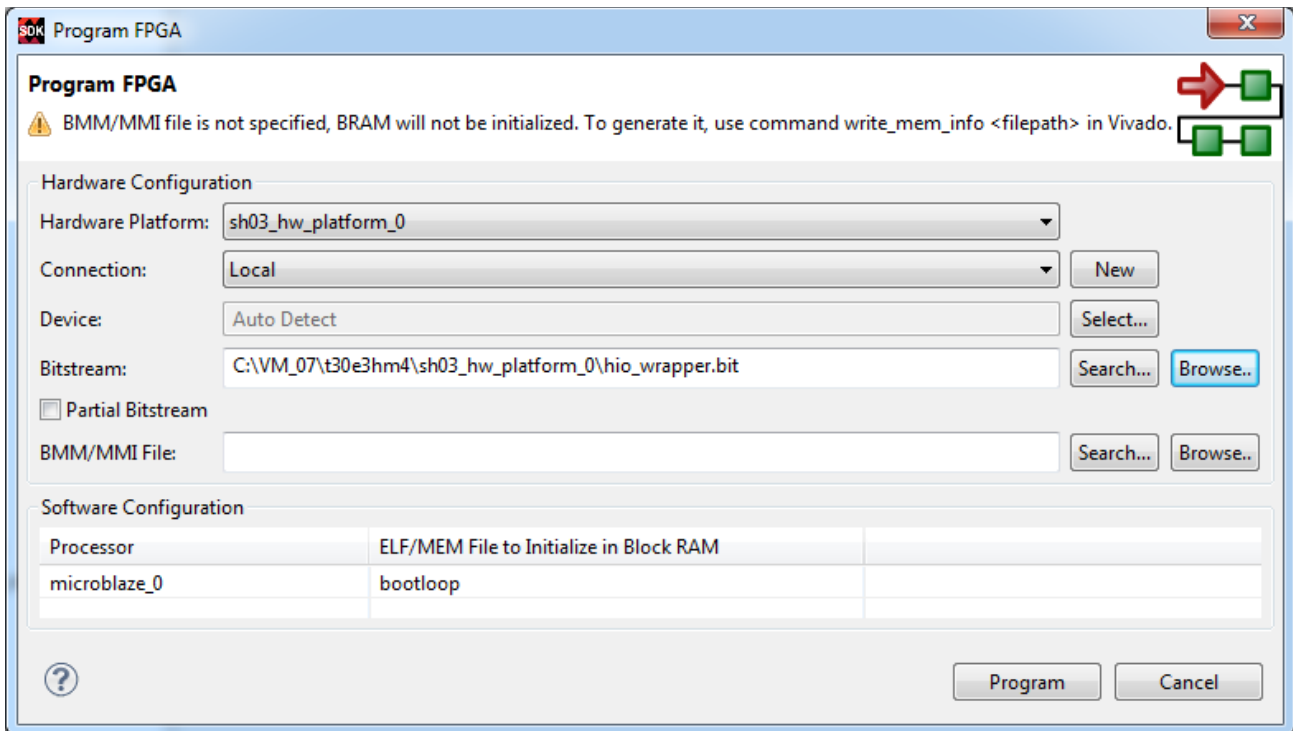 SDK Program FPGA
Program FPGA
BMM/MMI file is not specified, BRAM will not be initialized. To generate it, use command write_mem_info <filepath> in Vivado.
Hardware Configuration
Hardware Platform: sh03_hw_platform_0
Connection: Local New
Device: Auto Detect Select...
Bitstream: C:\VM_07\t30e3hm4\sh03_hw_platform_0\hio_wrapper.bit Search... Browse..
Partial Bitstream
BMM/MMI File: Search... Browse..
Software Configuration
Processor ELF/MEM File to Initialize in Block RAM
microblaze_0 bootloop
? Program Cancel